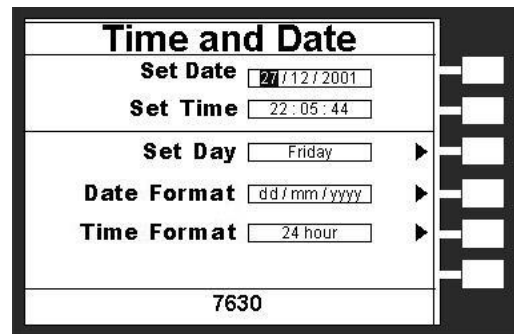 Time and Date
Set Date 27/12/2001
Set Time 22:05:44
Set Day Friday
Date Format dd/mm/yyyy
Time Format 24 hour
7630